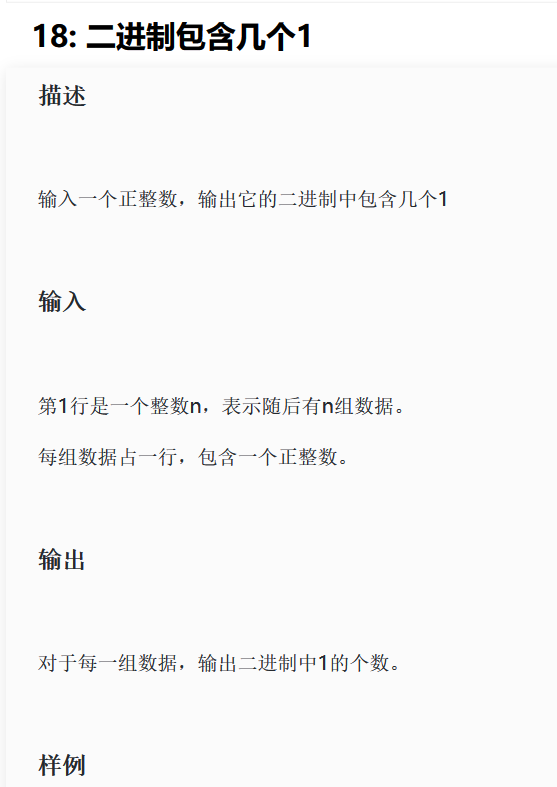 18: 二进制包含几个1
描述
输入一个正整数，输出它的二进制中包含几个1
输入
第1行是一个整数n，表示随后有n组数据。
每组数据占一行，包含一个正整数。
输出
对于每一组数据，输出二进制中1的个数。
样例